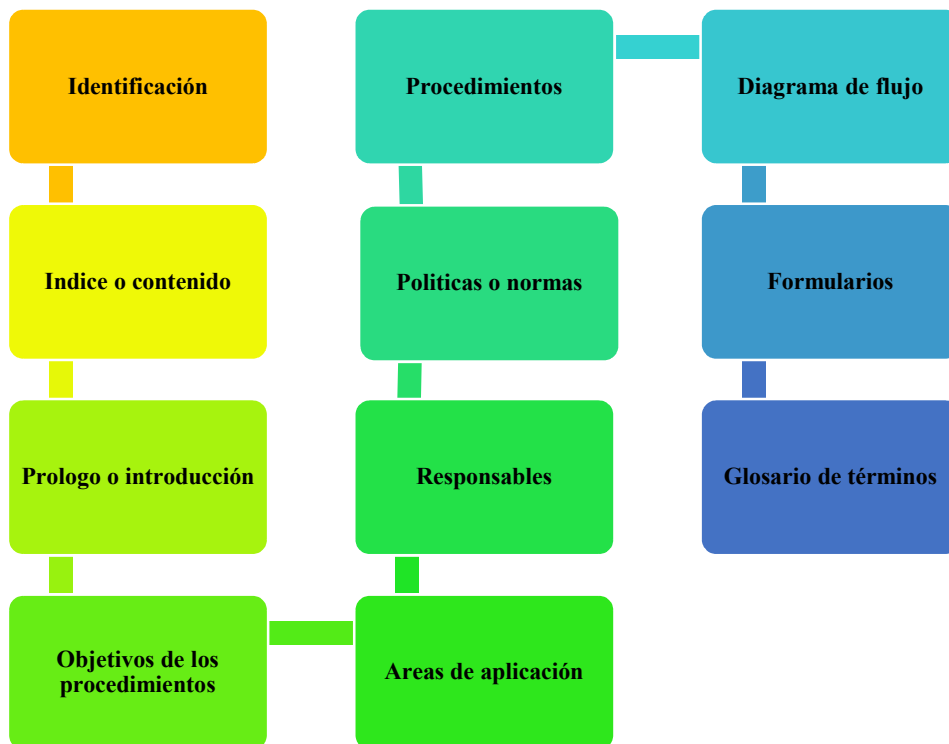 Identificación
Indice o contenido
Prologo o introducción
Objetivos de los
procedimientos
Areas de aplicación
Responsables
Politicas o normas
Procedimientos
Diagrama de flujo
Formularios
Glosario de términos